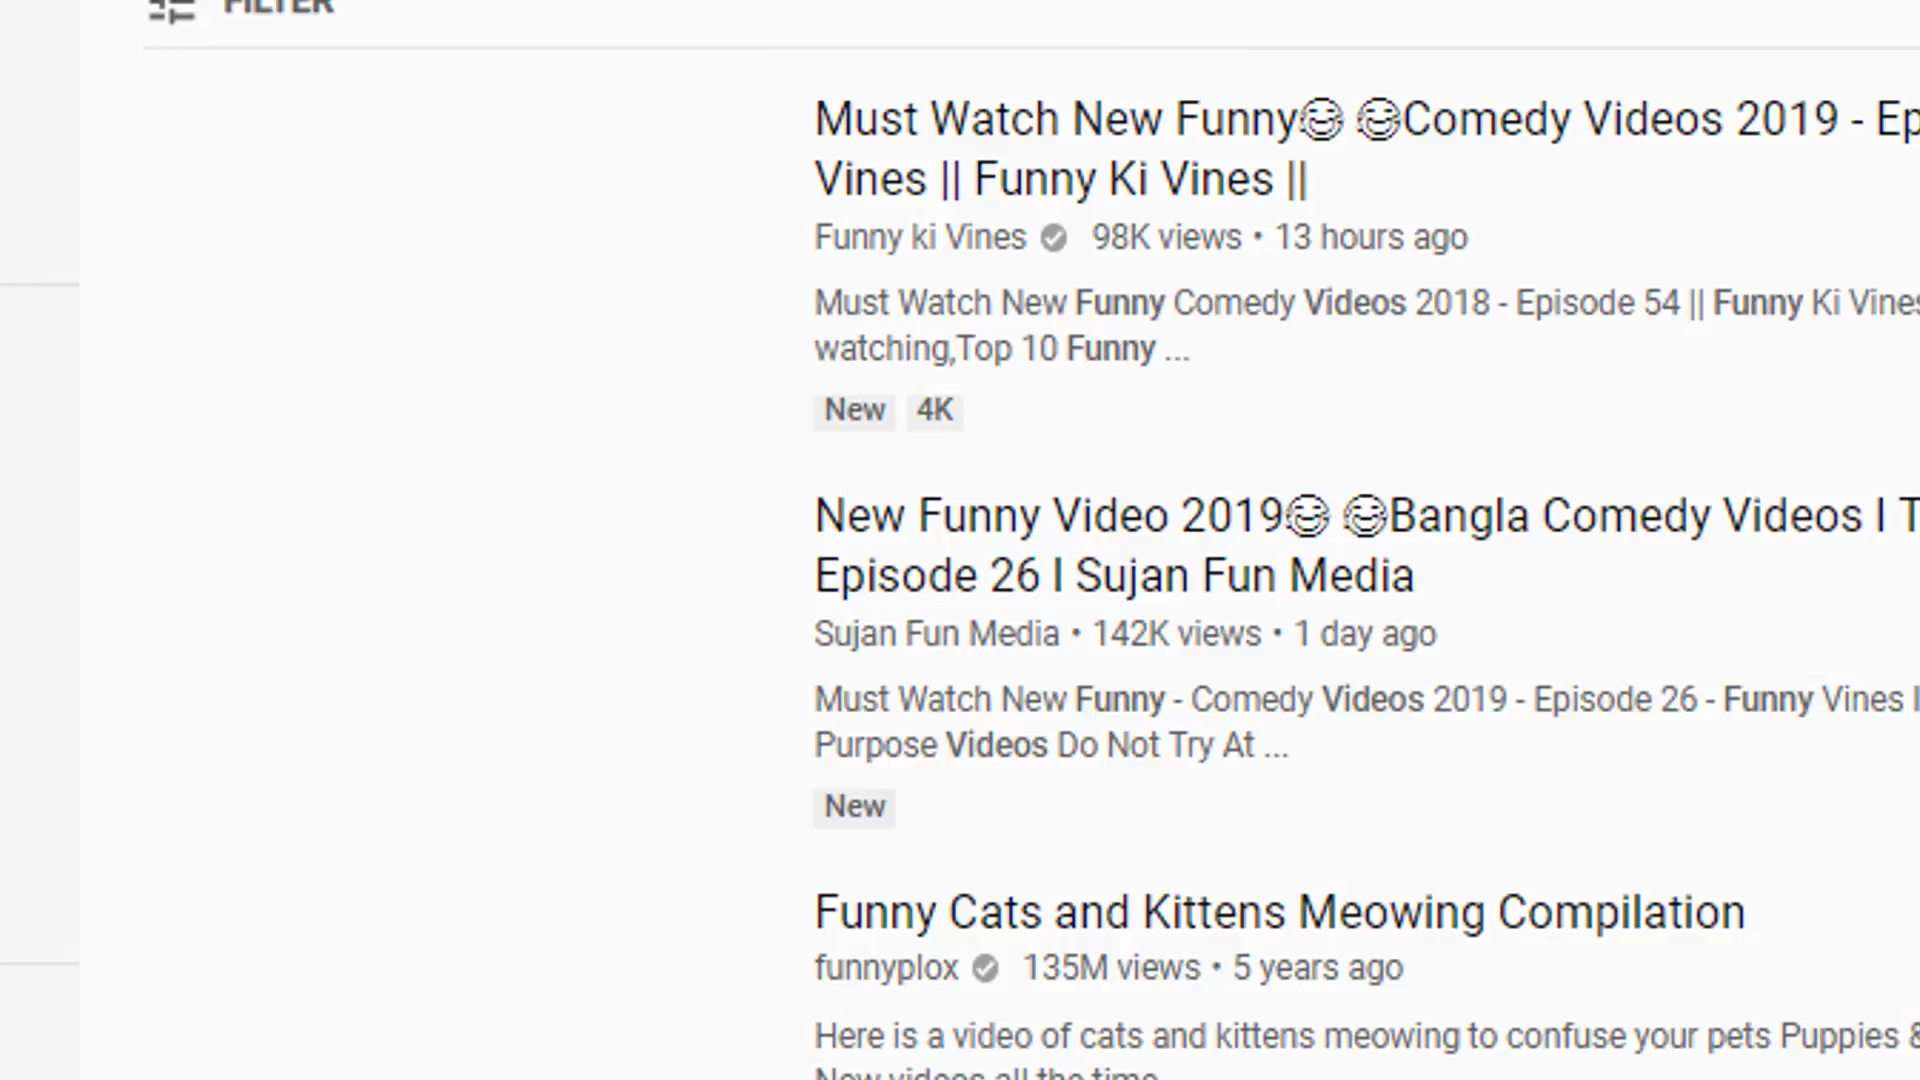 FILTER
Must Watch New Funny😂 😂Comedy Videos 2019 - Ep
Vines || Funny Ki Vines ||
Funny ki Vines 98K views • 13 hours ago
Must Watch New Funny Comedy Videos 2018 - Episode 54 || Funny Ki Vines
watching,Top 10 Funny ...
New 4K
New Funny Video 2019😂 😂Bangla Comedy Videos l T
Episode 26 l Sujan Fun Media
Sujan Fun Media • 142K views • 1 day ago
Must Watch New Funny - Comedy Videos 2019 - Episode 26 - Funny Vines l
Purpose Videos Do Not Try At ...
New
Funny Cats and Kittens Meowing Compilation
funnyplox 135M views • 5 years ago
Here is a video of cats and kittens meowing to confuse your pets Puppies &
New videos all the time